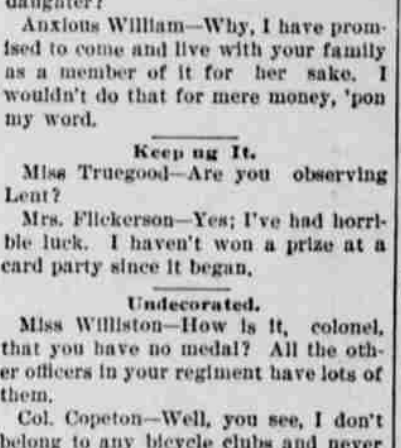 daughter?
Anxious William—Why, I have prom-
ised to come and live with your family
as a member of it for her sake. I
wouldn't do that for mere money, 'pon
my word.
Keep ng It.
Miss Truegood—Are you observing
Lent?
Mrs. Flickerson—Yes; I've had horri-
ble luck. I haven't won a prize at a
card party since it began.
Undecorated.
Miss Williston—How is it, colonel,
that you have no medal? All the oth-
er officers in your regiment have lots of
them.
Col. Copeton—Well, you see, I don't
belong to any bicycle clubs and never